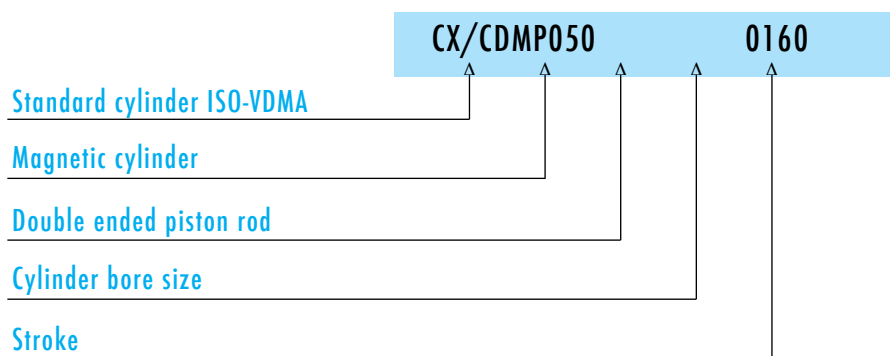 CX/CDMP050 0160
Standard cylinder ISO-VDMA
Magnetic cylinder
Double ended piston rod
Cylinder bore size
Stroke